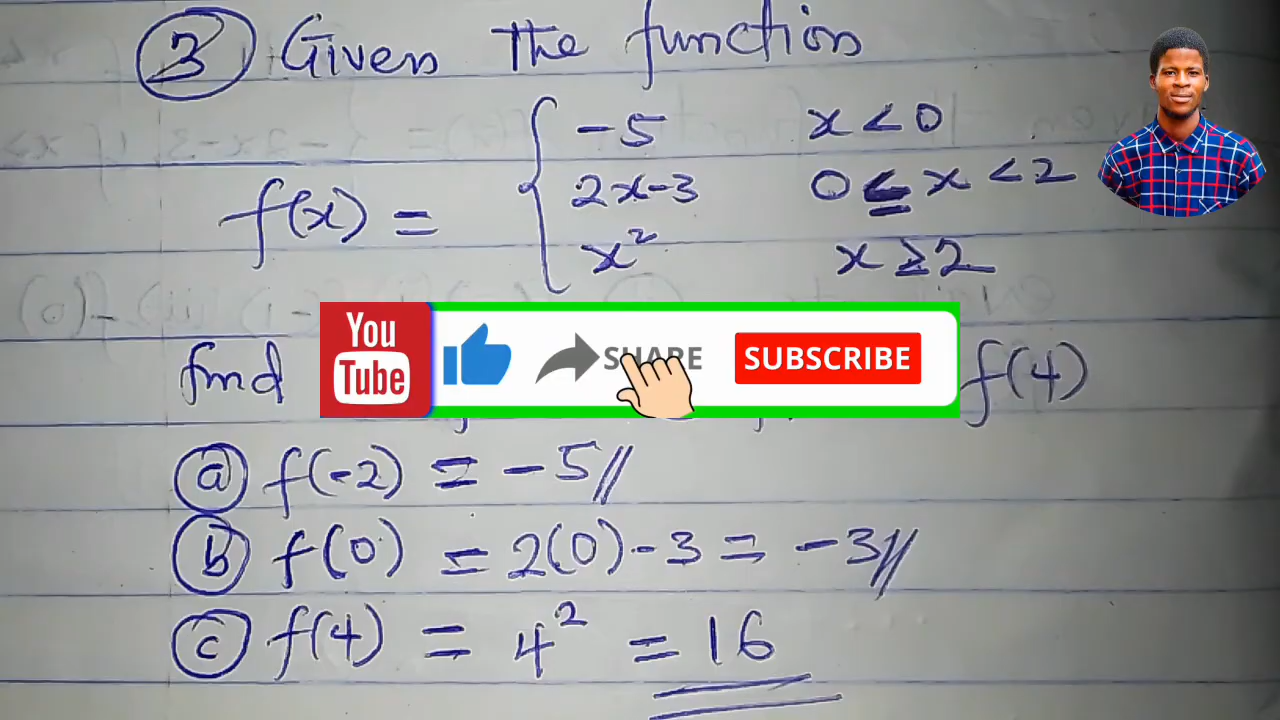 3 Given the function
-5 x < 0
f(x) = { 2x-3 0 ≤ x < 2
x² x ≥ 2
find f(4)
You Tube SHARE SUBSCRIBE
a f(-2) = -5//
b f(0) = 2(0)-3 = -3//
c f(4) = 4² = 16